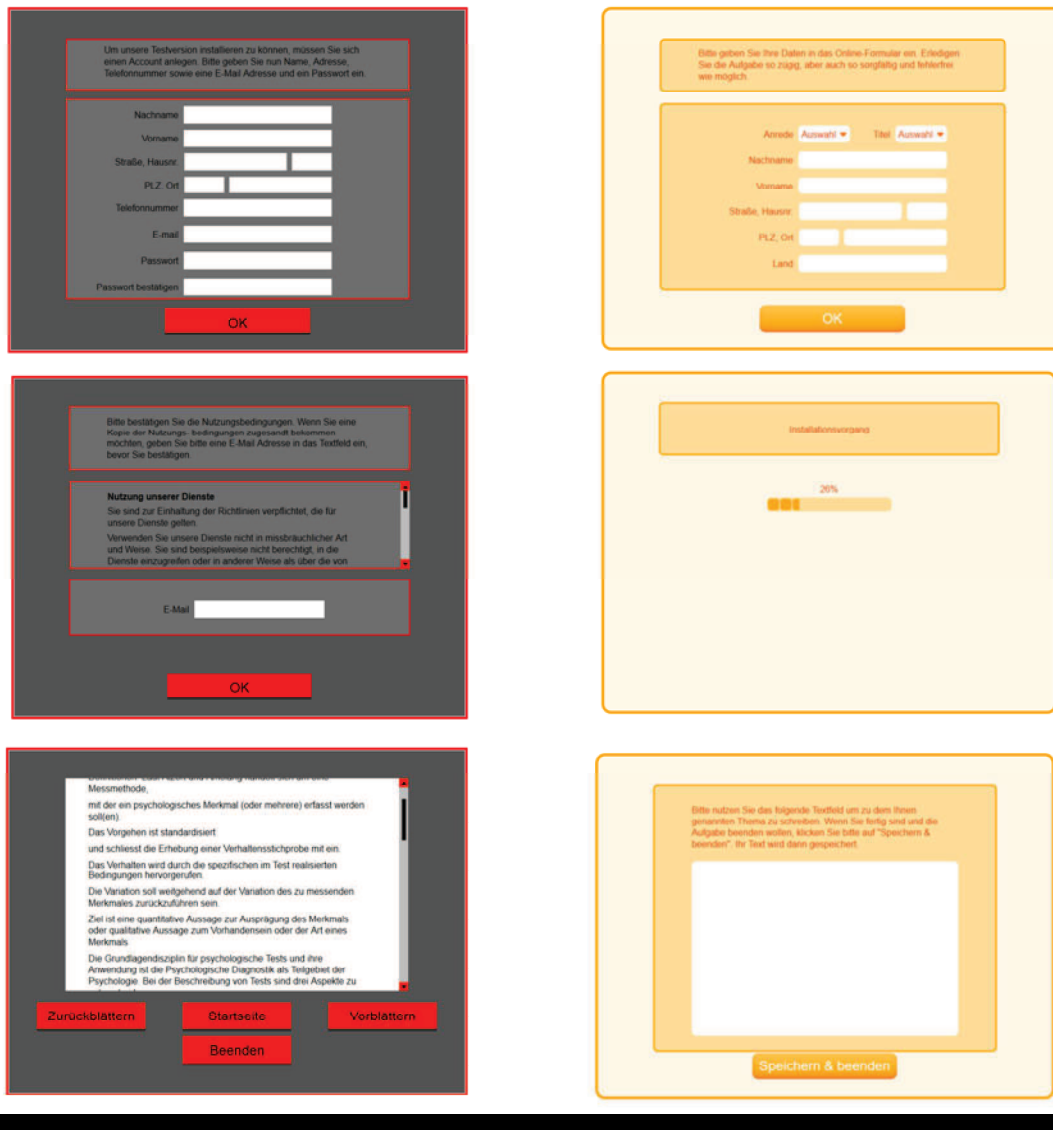 Um unsere Testversion installieren zu können, müssen Sie sich
einen Account anlegen. Bitte geben Sie nun Name, Adresse,
Telefonnummer sowie eine E-Mail Adresse und ein Passwort ein.
Nachname
Vorname
Straße, Hausnr.
PLZ. Ort
Telefonnummer
E-mail
Passwort
Passwort bestätigen
OK
Bitte geben Sie Ihre Daten in das Online-Formular ein. Erledigen
Sie die Aufgabe so zügig, aber auch so sorgfältig und fehlerfrei
wie möglich.
Anrede Auswahl Titel Auswahl
Nachname
Vorname
Straße, Hausnr.
PLZ, Ort
Land
OK
Bitte bestätigen Sie die Nutzungsbedingungen. Wenn Sie eine
Kopie der Nutzungs- bedingungen zugesandt bekommen
möchten, geben Sie bitte eine E-Mail Adresse in das Textfeld ein,
bevor Sie bestätigen.
Nutzung unserer Dienste
Sie sind zur Einhaltung der Richtlinien verpflichtet, die für
unsere Dienste gelten.
Verwenden Sie unsere Dienste nicht in missbräuchlicher Art
und Weise. Sie sind beispielsweise nicht berechtigt, in die
Dienste einzugreifen oder in anderer Weise als über die von
E-Mail
OK
Installationsvorgang
26%
Messmethode,
mit der ein psychologisches Merkmal (oder mehrere) erfasst werden
soll(en).
Das Vorgehen ist standardisiert
und schliesst die Erhebung einer Verhaltensstichprobe mit ein.
Das Verhalten wird durch die spezifischen im Test realisierten
Bedingungen hervorgerufen.
Die Variation soll weitgehend auf der Variation des zu messenden
Merkmales zurückzuführen sein.
Ziel ist eine quantitative Aussage zur Ausprägung des Merkmals
oder qualitative Aussage zum Vorhandensein oder der Art eines
Merkmals
Die Grundlagendisziplin für psychologische Tests und ihre
Anwendung ist die Psychologische Diagnostik als Teilgebiet der
Psychologie. Bei der Beschreibung von Tests sind drei Aspekte zu
Zurückblättern
Startseite
Vorblättern
Beenden
Bitte nutzen Sie das folgende Textfeld um zu dem Ihnen
genannten Thema zu schreiben. Wenn Sie fertig sind und die
Aufgabe beenden wollen, klicken Sie bitte auf "Speichern &
beenden". Ihr Text wird dann gespeichert.
Speichern & beenden